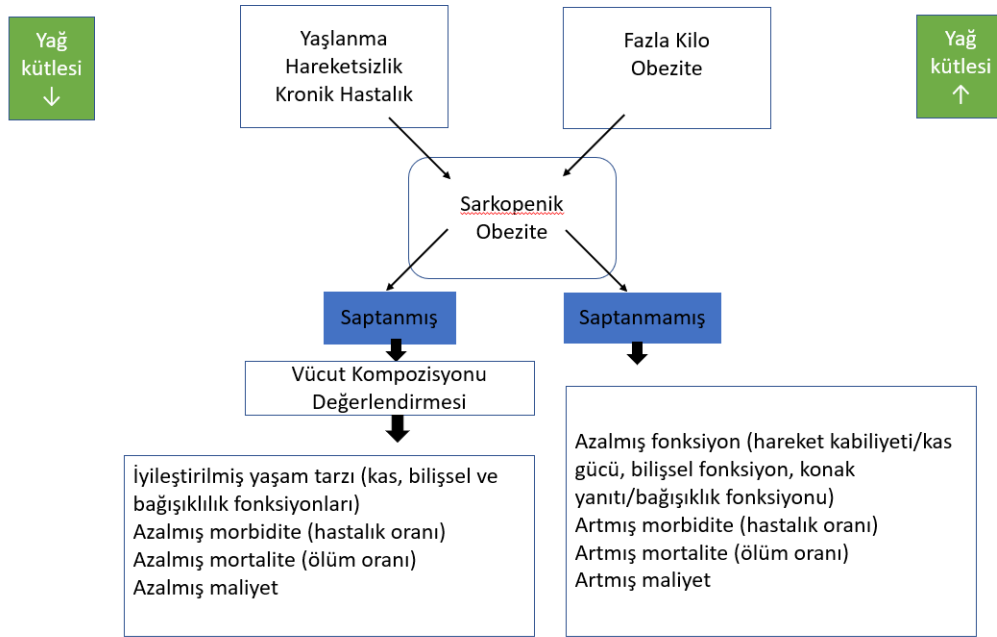 Yağ
kütlesi
↓
Yaşlanma
Hareketsizlik
Kronik Hastalık
Fazla Kilo
Obezite
Yağ
kütlesi
↑
Sarkopenik
Obezite
Saptanmış
Saptanmamış
Vücut Kompozisyonu
Değerlendirmesi
İyileştirilmiş yaşam tarzı (kas, bilişsel ve
bağışıklılık fonksiyonları)
Azalmış morbidite (hastalık oranı)
Azalmış mortalite (ölüm oranı)
Azalmış maliyet
Azalmış fonksiyon (hareket kabiliyeti/kas
gücü, bilişsel fonksiyon, konak
yanıtı/bağışıklık fonksiyonu)
Artmış morbidite (hastalık oranı)
Artmış mortalite (ölüm oranı)
Artmış maliyet